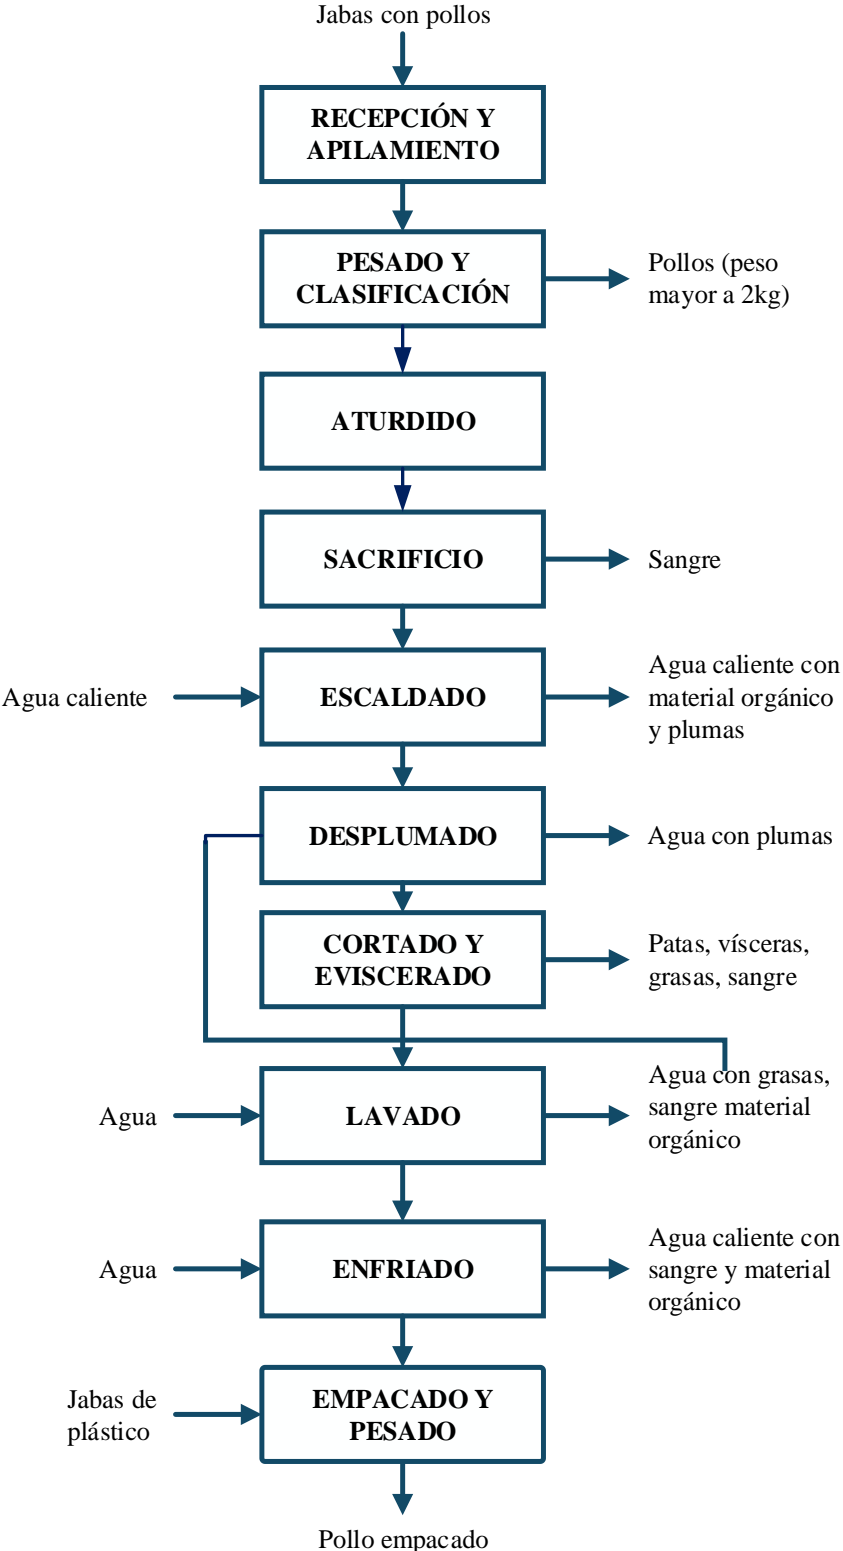 Jabas con pollos
RECEPCIÓN Y
APILAMIENTO
PESADO Y
CLASIFICACIÓN
Pollos (peso
mayor a 2kg)
ATURDIDO
SACRIFICIO
Sangre
Agua caliente
ESCALDADO
Agua caliente con
material orgánico
y plumas
DESPLUMADO
Agua con plumas
CORTADO Y
EVISCERADO
Patas, vísceras,
grasas, sangre
Agua
LAVADO
Agua con grasas,
sangre material
orgánico
Agua
ENFRIADO
Agua caliente con
sangre y material
orgánico
Jabas de
plástico
EMPACADO Y
PESADO
Pollo empacado